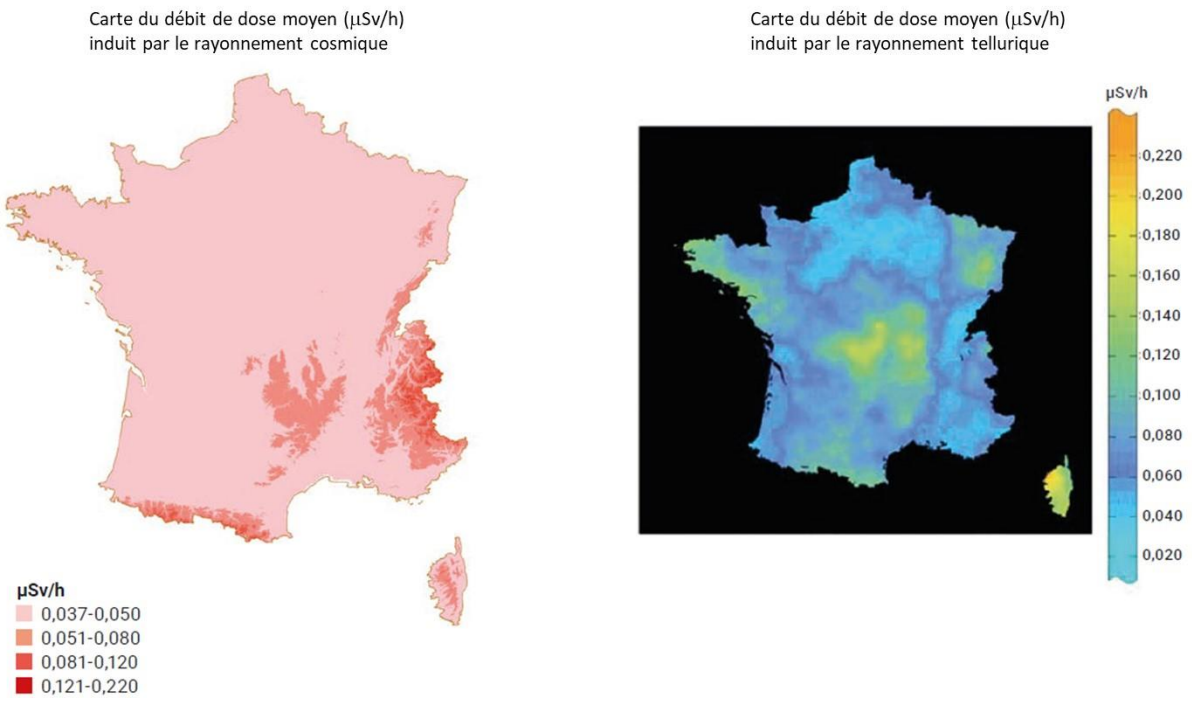 Carte du débit de dose moyen (µSv/h)
induit par le rayonnement cosmique
Carte du débit de dose moyen (µSv/h)
induit par le rayonnement tellurique
µSv/h
0,220
0,200
0,180
0,160
0,140
0,120
0,100
0,080
0,060
0,040
0,020
µSv/h
0,037-0,050
0,051-0,080
0,081-0,120
0,121-0,220